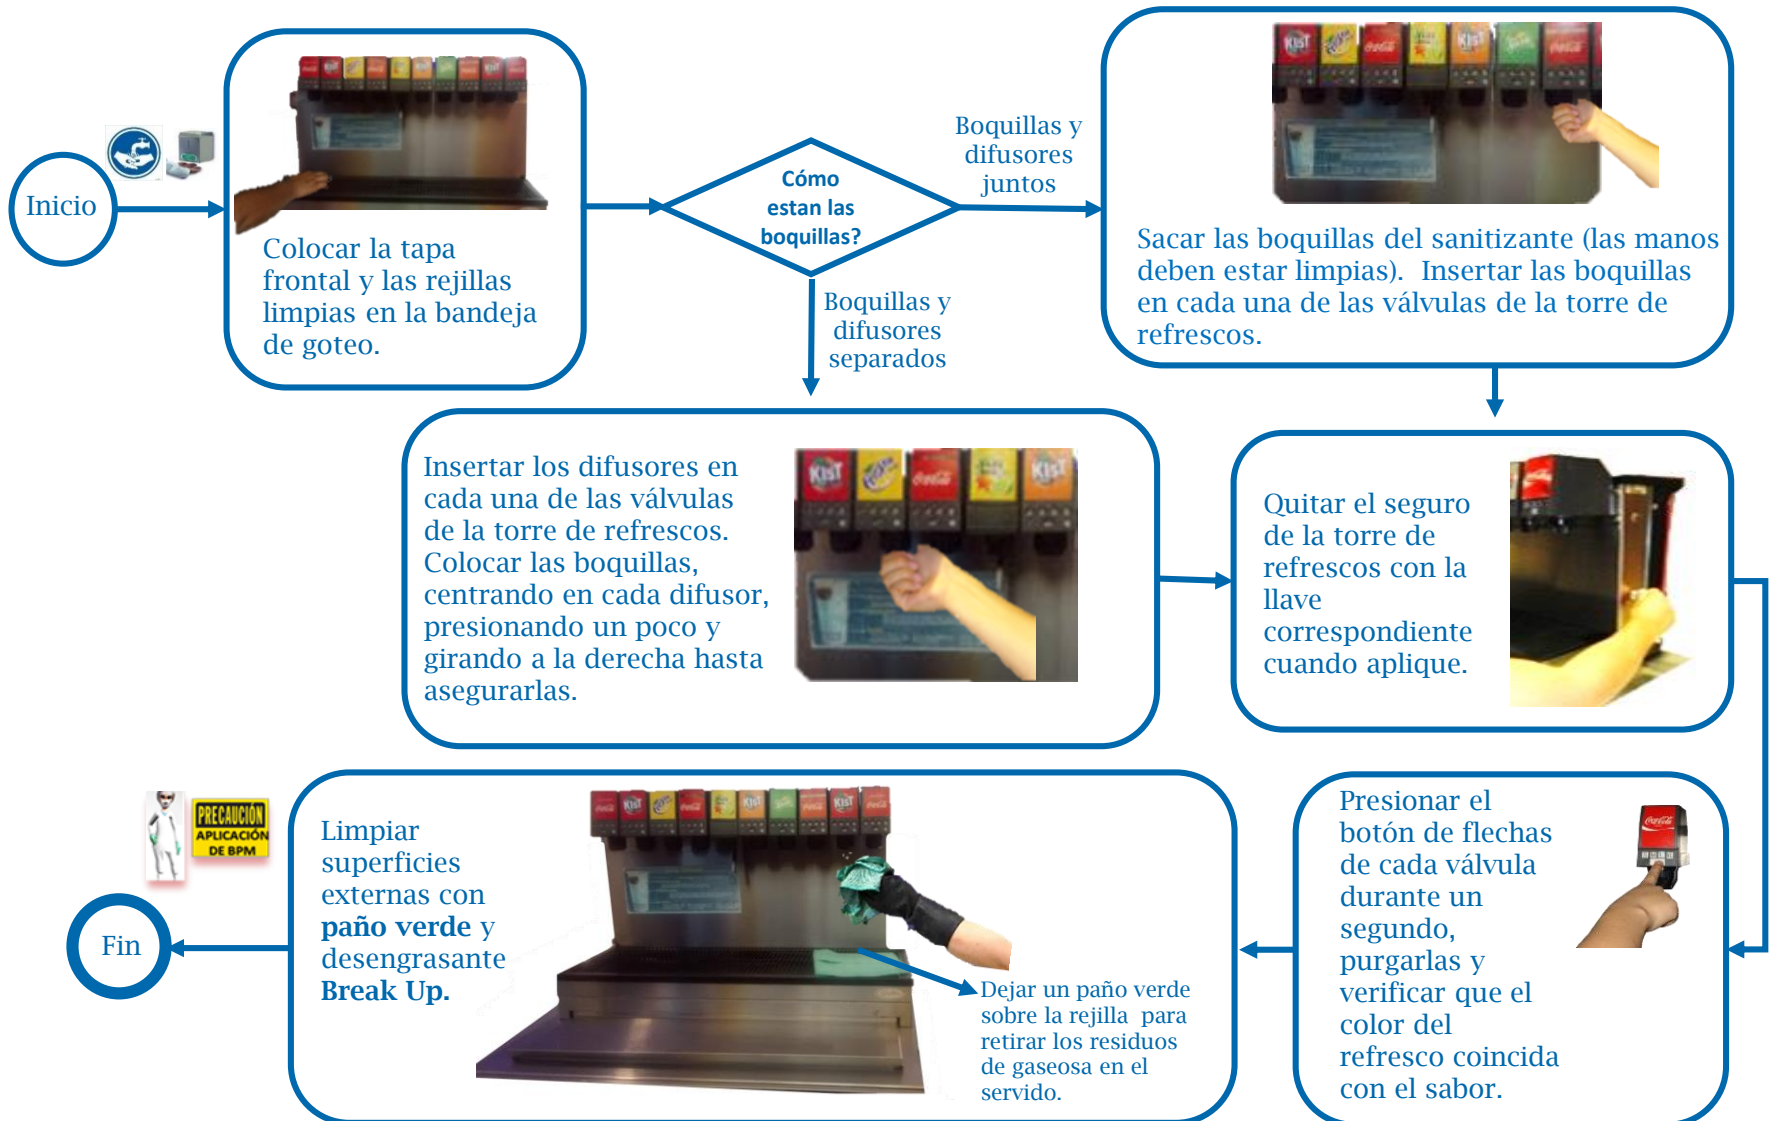 Inicio
Colocar la tapa
frontal y las rejillas
limpias en la bandeja
de goteo.
Cómo
estan las
boquillas?
Boquillas y
difusores
juntos
Sacar las boquillas del sanitizante (las manos
deben estar limpias).  Insertar las boquillas
en cada una de las válvulas de la torre de
refrescos.
Boquillas y
difusores
separados
Insertar los difusores en
cada una de las válvulas
de la torre de refrescos.
Colocar las boquillas,
centrando en cada difusor,
presionando un poco y
girando a la derecha hasta
asegurarlas.
KIST
Coca-Cola
KIST
Quitar el seguro
de la torre de
refrescos con la
llave
correspondiente
cuando aplique.
Presionar el
botón de flechas
de cada válvula
durante un
segundo,
purgarlas y
verificar que el
color del
refresco coincida
con el sabor.
Coca-Cola
Limpiar
superficies
externas con
paño verde y
desengrasante
Break Up.
Dejar un paño verde
sobre la rejilla  para
retirar los residuos
de gaseosa en el
servido.
PRECAUCIÓN
APLICACIÓN
DE BPM
Fin